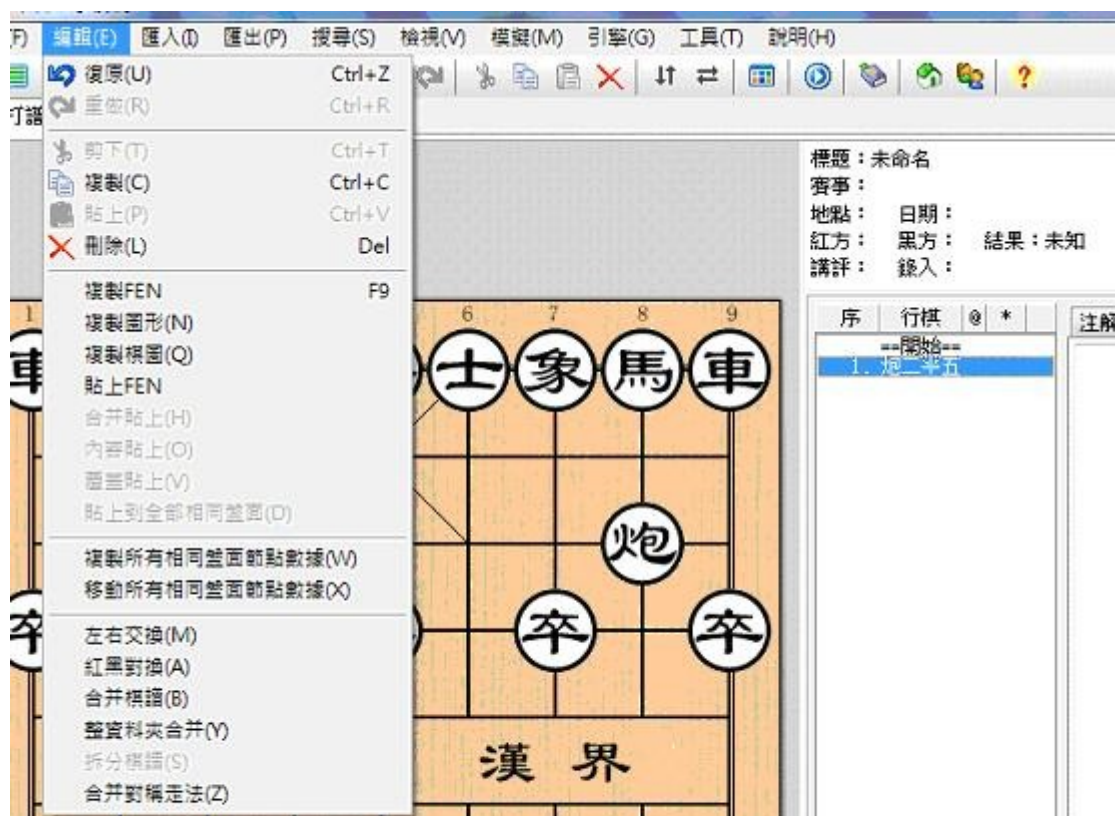 (F) 編輯(E) 匯入(I) 匯出(P) 搜尋(S) 檢視(V) 模擬(M) 引擎(G) 工具(T) 說明(H)
復原(U) Ctrl+Z
重做(R) Ctrl+R
打譜
剪下(T) Ctrl+T
複製(C) Ctrl+C
貼上(P) Ctrl+V
刪除(L) Del
複製FEN F9
複製圖形(N)
複製棋圖(Q)
貼上FEN
合并貼上(H)
內容貼上(O)
覆蓋貼上(V)
貼上到全部相同盤面(D)
複製所有相同盤面節點數據(W)
移動所有相同盤面節點數據(X)
左右交換(M)
紅黑對換(A)
合并棋譜(B)
整資料夾合并(Y)
拆分棋譜(S)
合并對稱走法(Z)
標題：未命名
賽事：
地點： 日期：
紅方： 黑方： 結果：未知
講評： 錄入：
序 行棋 @ *
==開始==
1. 炮二平五
注解
1 6 7 8 9
車 士 象 馬 車
炮
卒 卒 卒
漢 界